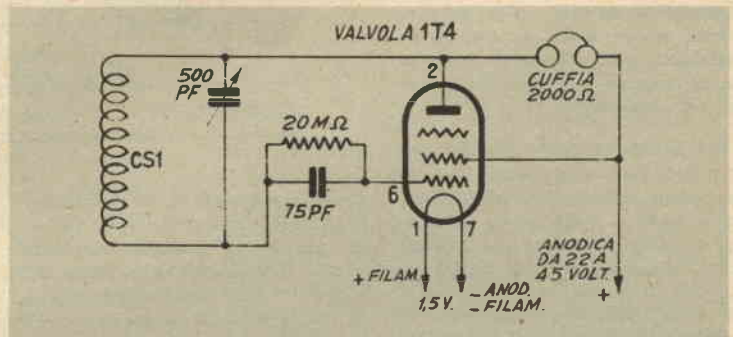 VALVOLA 1T4
500
PF
2
CUFFIA
2000Ω
20MΩ
CS1
75PF
6
1
7
+ FILAM.
1,5 V.
- ANOD.
- FILAM.
ANODICA
DA 22 A
45 VOLT.
+